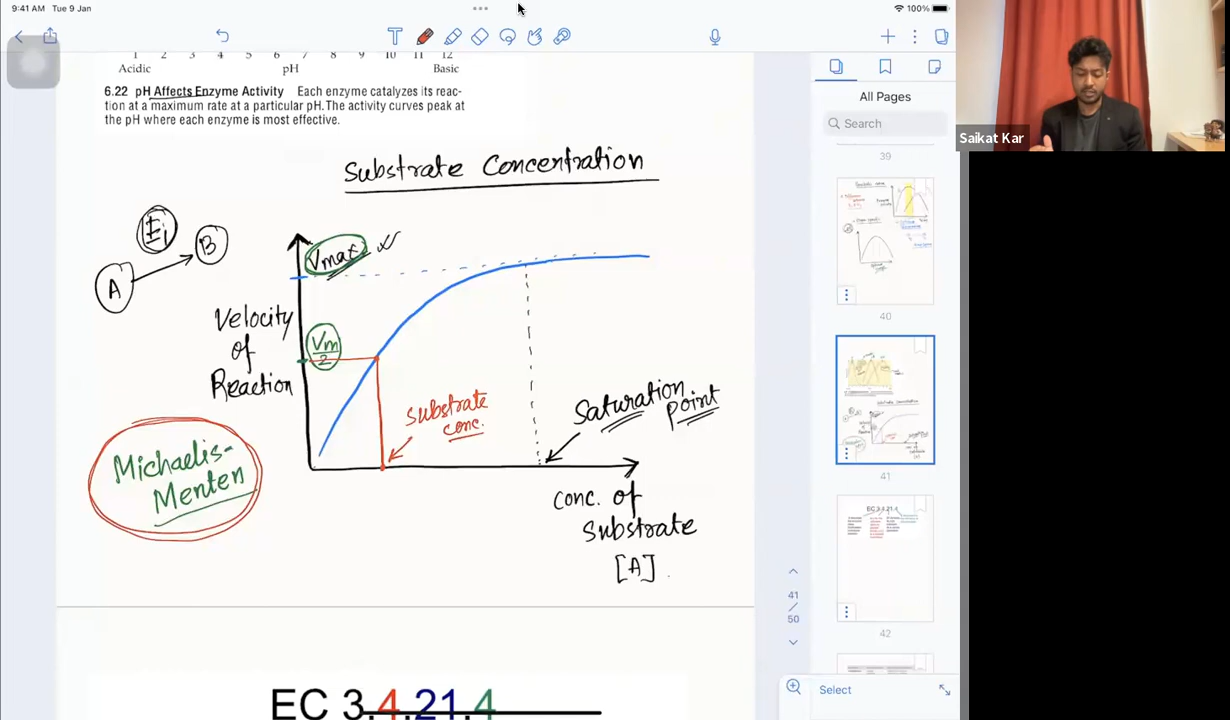 9:41 AM Tue 9 Jan
100%
1 2 3 4 5 6 7 8 9 10 11 12
Acidic pH Basic
6.22 pH Affects Enzyme Activity Each enzyme catalyzes its reac-
tion at a maximum rate at a particular pH. The activity curves peak at
the pH where each enzyme is most effective.
Substrate Concentration
E1
B
A
Vmax
Velocity
of
Reaction
Vm
2
Substrate
conc.
Saturation
point
Michaelis-
Menten
conc. of
Substrate
[A]
EC 3.4.21.4
All Pages
Search
39
40
41
42
41
/
50
Select
Saikat Kar